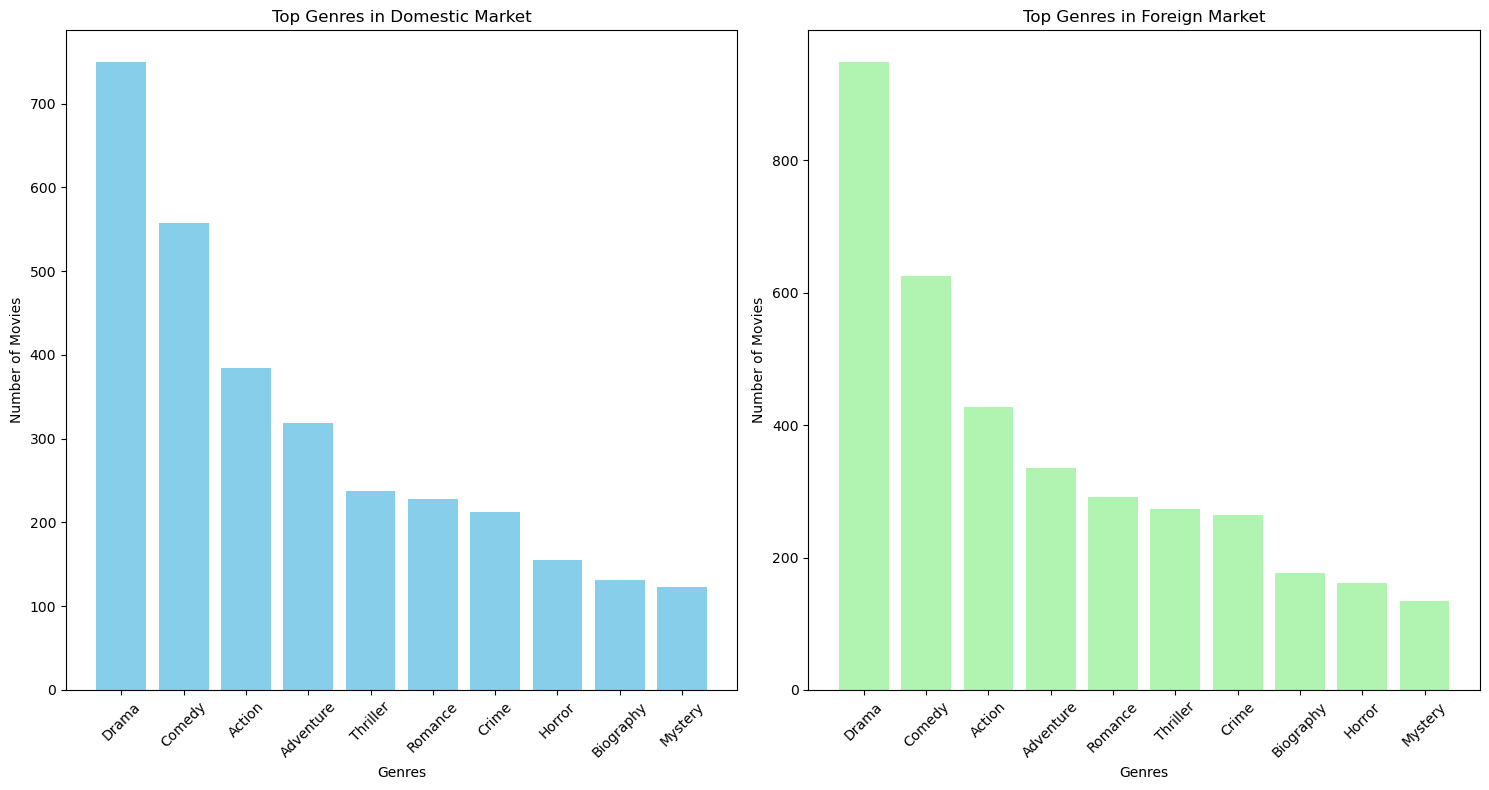 Top Genres in Domestic Market
Number of Movies
700
600
500
400
300
200
100
0
Drama
Comedy
Action
Adventure
Thriller
Romance
Crime
Horror
Biography
Mystery
Genres
Top Genres in Foreign Market
Number of Movies
800
600
400
200
0
Drama
Comedy
Action
Adventure
Romance
Thriller
Crime
Biography
Horror
Mystery
Genres